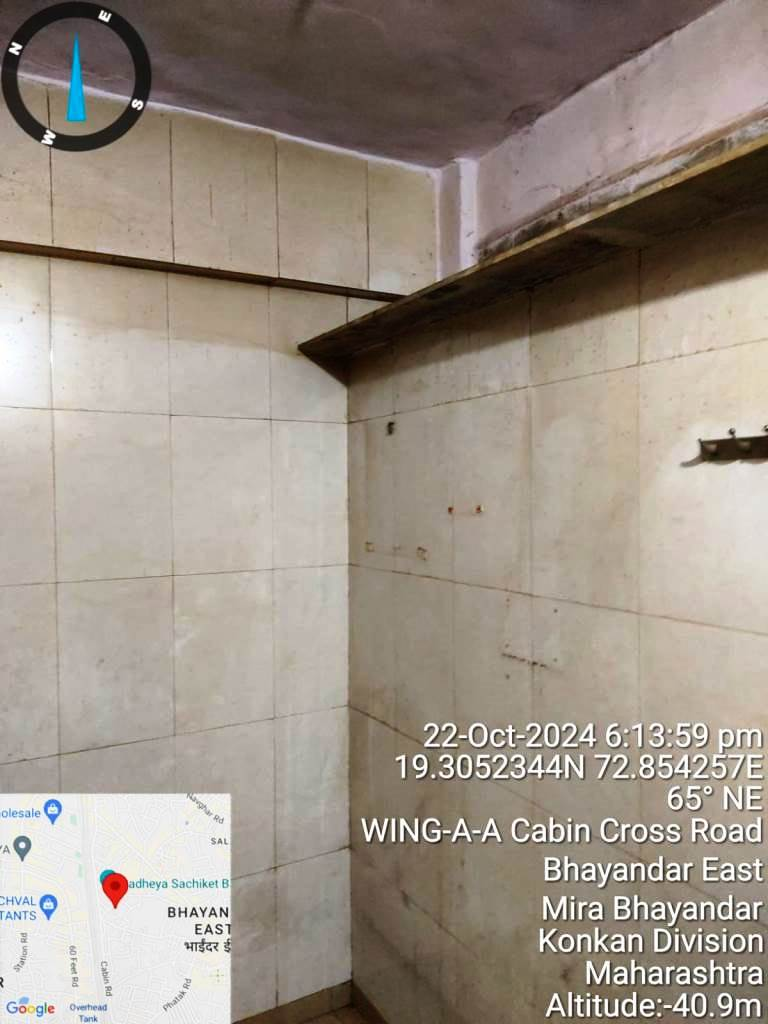 N
E
W
S
22-Oct-2024 6:13:59 pm
19.3052344N 72.854257E
65° NE
WING-A-A Cabin Cross Road
Bhayandar East
Mira Bhayandar
Konkan Division
Maharashtra
Altitude:-40.9m
Navghar Rd
olesale
SAL
YA
adheya Sachiket B
CHVAL
TANTS
BHAYAN
EAST
भाईंदर ई
Station Rd
60 Feet Rd
Cabin Rd
Phatak Rd
R
Google
Overhead
Tank